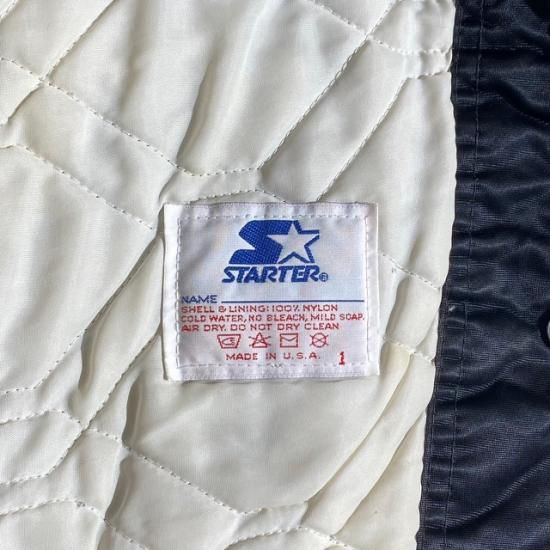 STARTER®
NAME
SHELL & LINING: 100% NYLON
COLD WATER, NO BLEACH, MILD SOAP.
AIR DRY. DO NOT DRY CLEAN
MADE IN U.S.A. 1